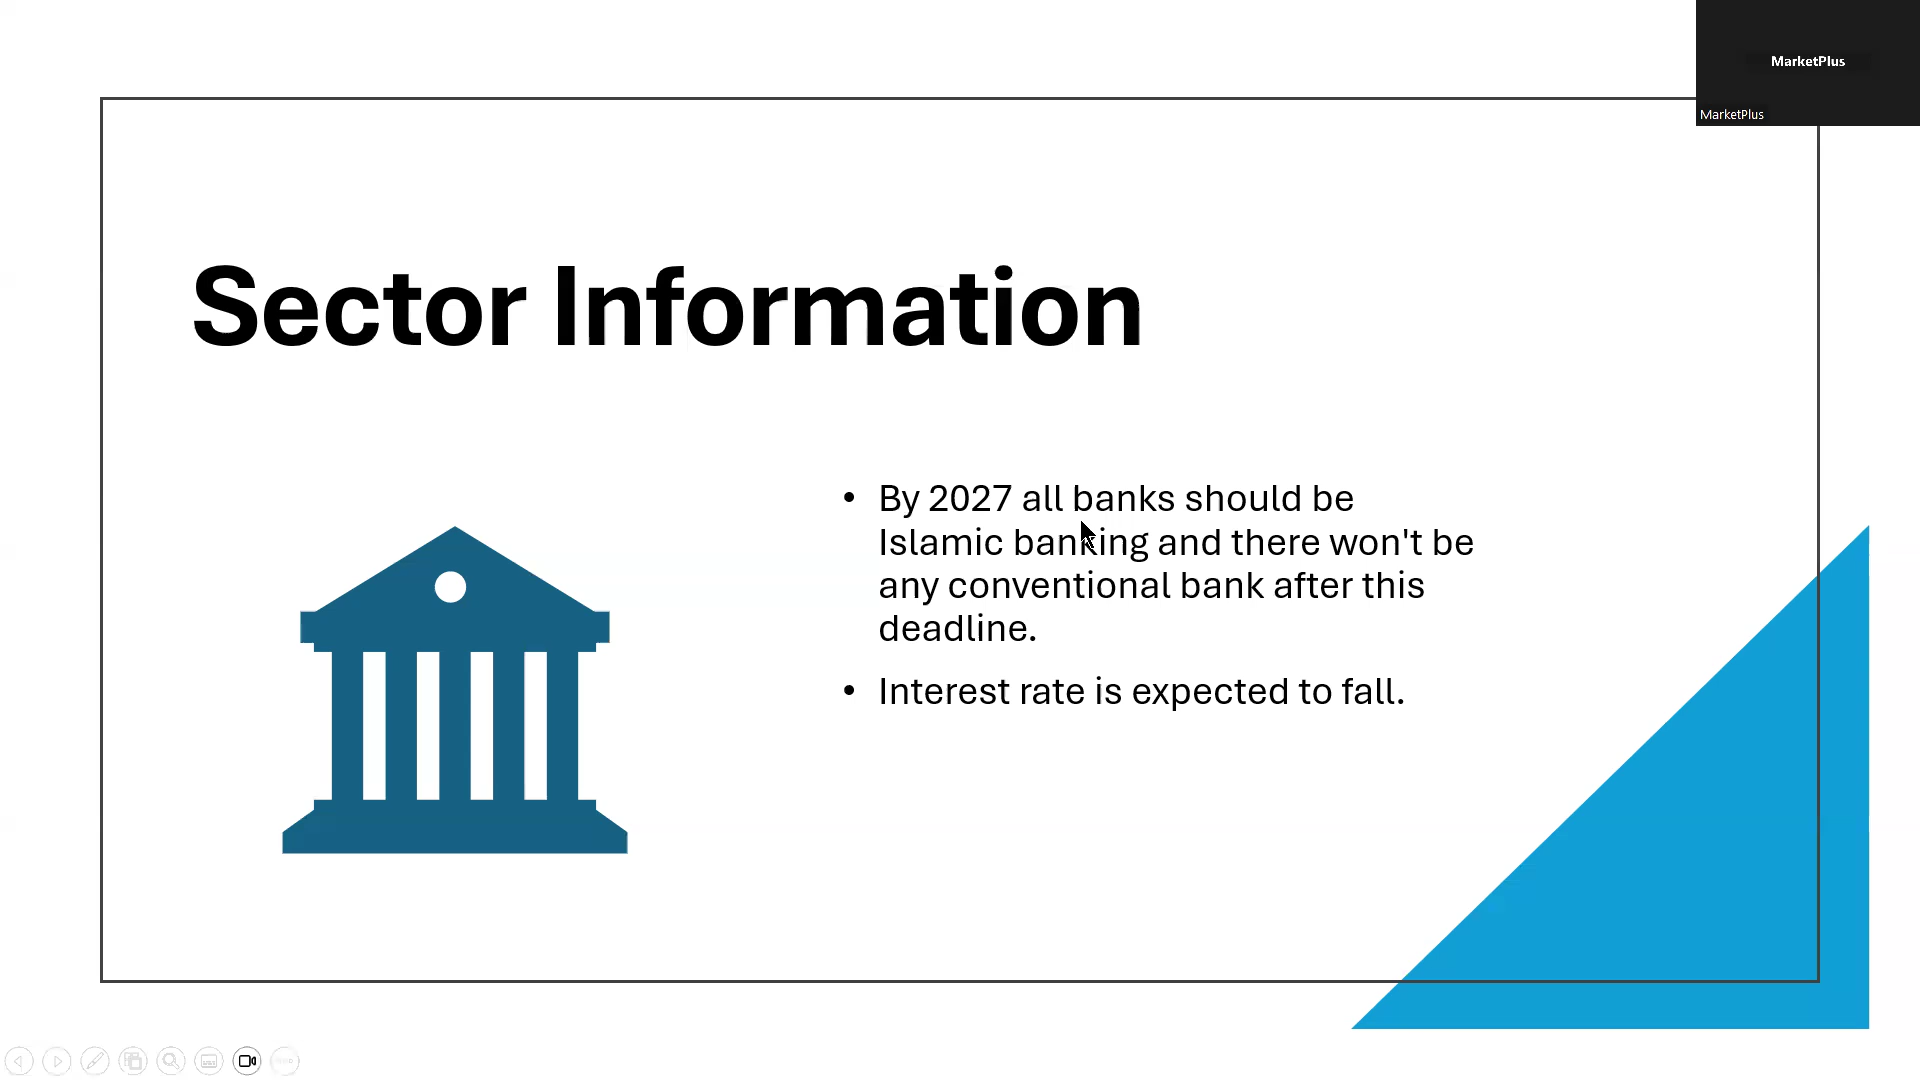 MarketPlus
MarketPlus
Sector Information
• By 2027 all banks should be
Islamic banking and there won't be
any conventional bank after this
deadline.
• Interest rate is expected to fall.